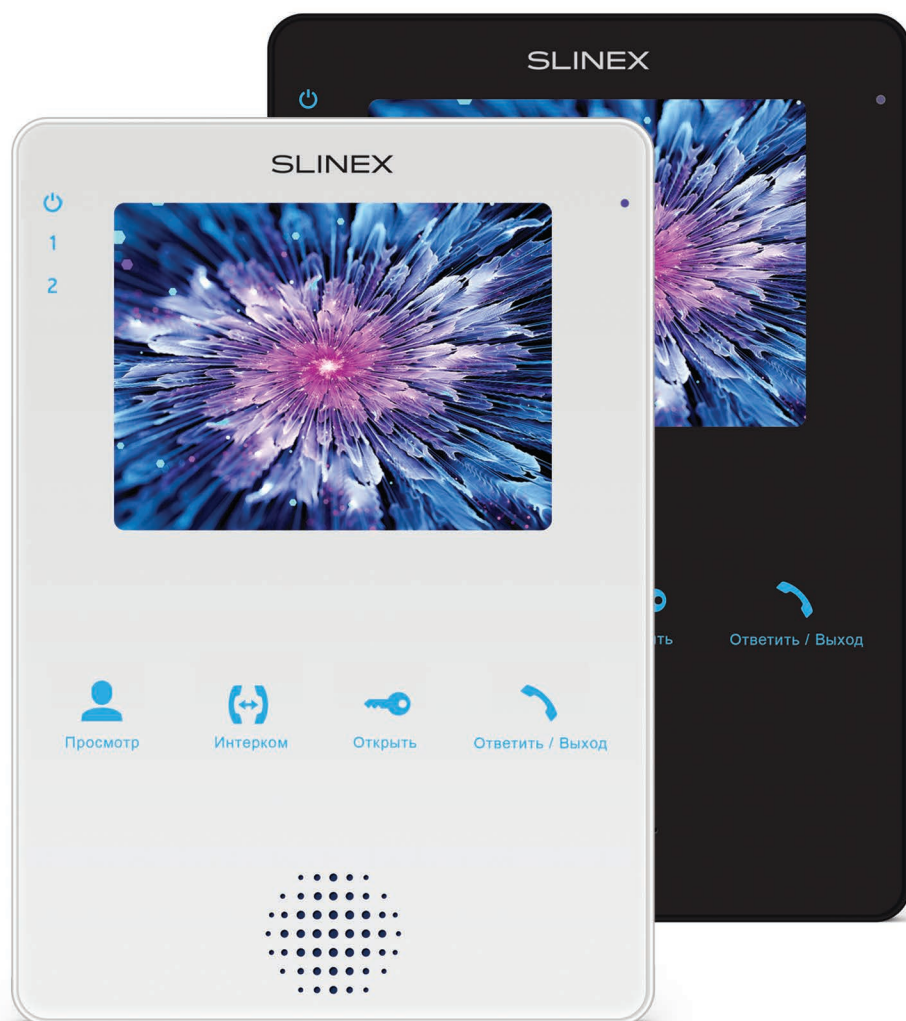 SLINEX
SLINEX
1
2
Ответить / Выход
Просмотр
Интерком
Открыть
Ответить / Выход